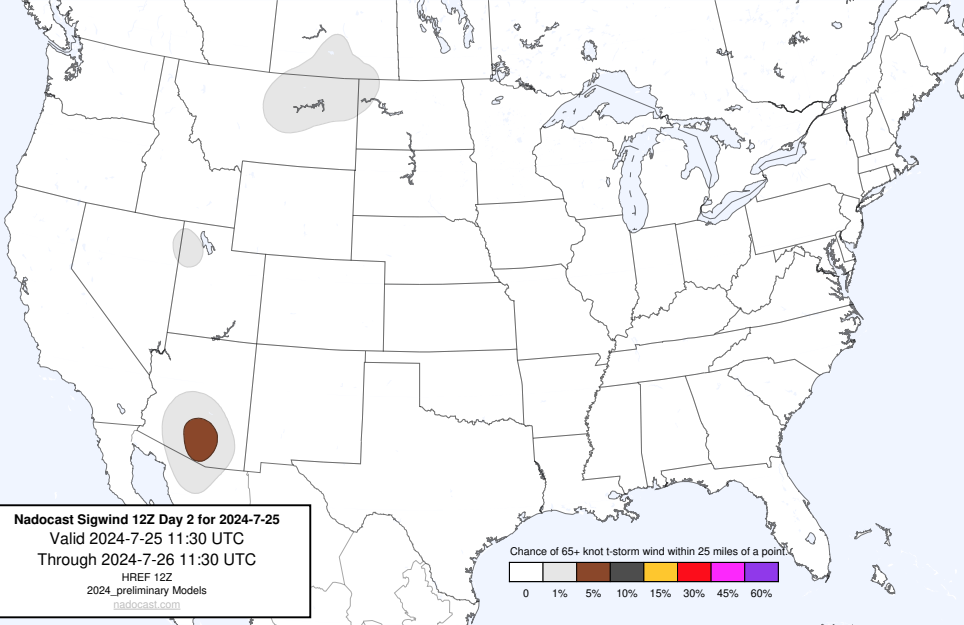 Nadocast Sigwind 12Z Day 2 for 2024-7-25
Valid 2024-7-25 11:30 UTC
Through 2024-7-26 11:30 UTC
HREF 12Z
2024_preliminary Models
nadocast.com
Chance of 65+ knot t-storm wind within 25 miles of a point.
0 1% 5% 10% 15% 30% 45% 60%